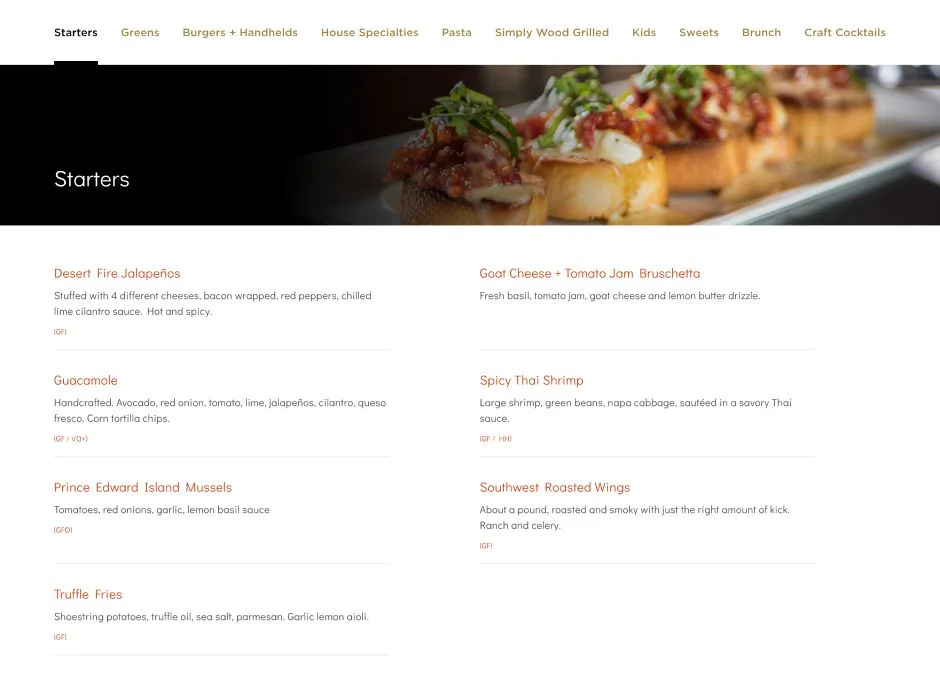 Starters Greens Burgers + Handhelds House Specialties Pasta Simply Wood Grilled Kids Sweets Brunch Craft Cocktails
Starters
Desert Fire Jalapeños
Stuffed with 4 different cheeses, bacon wrapped, red peppers, chilled
lime cilantro sauce. Hot and spicy.
(GF)
Goat Cheese + Tomato Jam Bruschetta
Fresh basil, tomato jam, goat cheese and lemon butter drizzle.
Guacamole
Handcrafted. Avocado, red onion, tomato, lime, jalapeños, cilantro, queso
fresco. Corn tortilla chips.
(GF / VO+)
Spicy Thai Shrimp
Large shrimp, green beans, napa cabbage, sautéed in a savory Thai
sauce.
(GF / HH)
Prince Edward Island Mussels
Tomatoes, red onions, garlic, lemon basil sauce
(GFO)
Southwest Roasted Wings
About a pound, roasted and smoky with just the right amount of kick.
Ranch and celery.
(GF)
Truffle Fries
Shoestring potatoes, truffle oil, sea salt, parmesan. Garlic lemon aioli.
(GF)